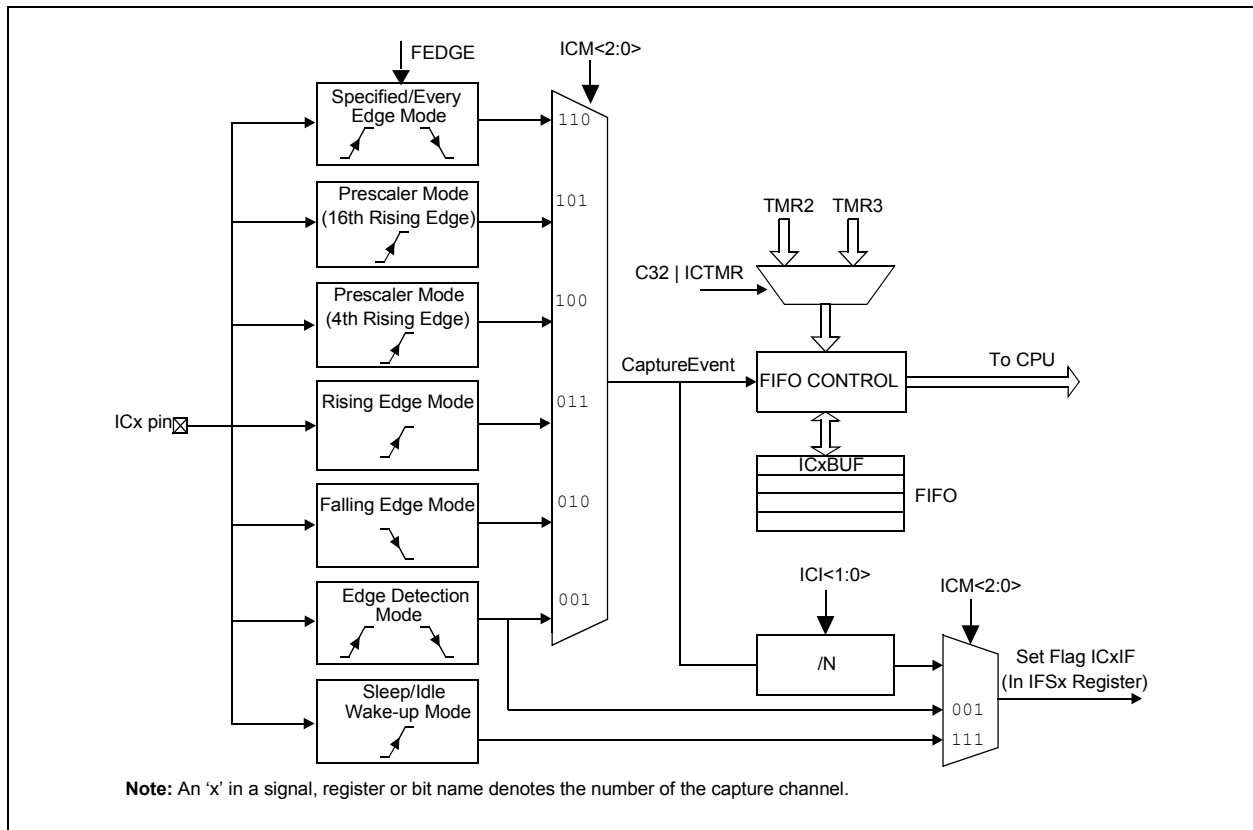 FEDGE
ICM<2:0>
Specified/Every
Edge Mode
110
Prescaler Mode
(16th Rising Edge)
101
TMR2
TMR3
C32 | ICTMR
Prescaler Mode
(4th Rising Edge)
100
CaptureEvent
FIFO CONTROL
To CPU
ICx pin
Rising Edge Mode
011
ICxBUF
FIFO
Falling Edge Mode
010
ICI<1:0>
ICM<2:0>
Edge Detection
Mode
001
/N
Set Flag ICxIF
(In IFSx Register)
Sleep/Idle
Wake-up Mode
001
111
Note: An ‘x’ in a signal, register or bit name denotes the number of the capture channel.